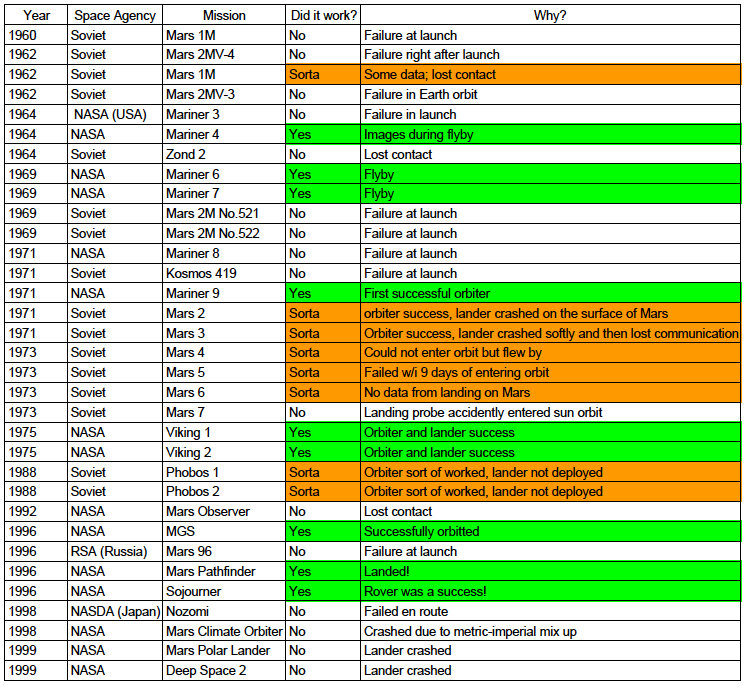 Year Space Agency Mission Did it work? Why?
1960 Soviet Mars 1M No Failure at launch
1962 Soviet Mars 2MV-4 No Failure right after launch
1962 Soviet Mars 1M Sorta Some data; lost contact
1962 Soviet Mars 2MV-3 No Failure in Earth orbit
1964 NASA (USA) Mariner 3 No Failure in launch
1964 NASA Mariner 4 Yes Images during flyby
1964 Soviet Zond 2 No Lost contact
1969 NASA Mariner 6 Yes Flyby
1969 NASA Mariner 7 Yes Flyby
1969 Soviet Mars 2M No.521 No Failure at launch
1969 Soviet Mars 2M No.522 No Failure at launch
1971 NASA Mariner 8 No Failure at launch
1971 Soviet Kosmos 419 No Failure at launch
1971 NASA Mariner 9 Yes First successful orbiter
1971 Soviet Mars 2 Sorta orbiter success, lander crashed on the surface of Mars
1971 Soviet Mars 3 Sorta Orbiter success, lander crashed softly and then lost communication
1973 Soviet Mars 4 Sorta Could not enter orbit but flew by
1973 Soviet Mars 5 Sorta Failed w/i 9 days of entering orbit
1973 Soviet Mars 6 Sorta No data from landing on Mars
1973 Soviet Mars 7 No Landing probe accidently entered sun orbit
1975 NASA Viking 1 Yes Orbiter and lander success
1975 NASA Viking 2 Yes Orbiter and lander success
1988 Soviet Phobos 1 Sorta Orbiter sort of worked, lander not deployed
1988 Soviet Phobos 2 Sorta Orbiter sort of worked, lander not deployed
1992 NASA Mars Observer No Lost contact
1996 NASA MGS Yes Successfully orbitted
1996 RSA (Russia) Mars 96 No Failure at launch
1996 NASA Mars Pathfinder Yes Landed!
1996 NASA Sojourner Yes Rover was a success!
1998 NASDA (Japan) Nozomi No Failed en route
1998 NASA Mars Climate Orbiter No Crashed due to metric-imperial mix up
1999 NASA Mars Polar Lander No Lander crashed
1999 NASA Deep Space 2 No Lander crashed